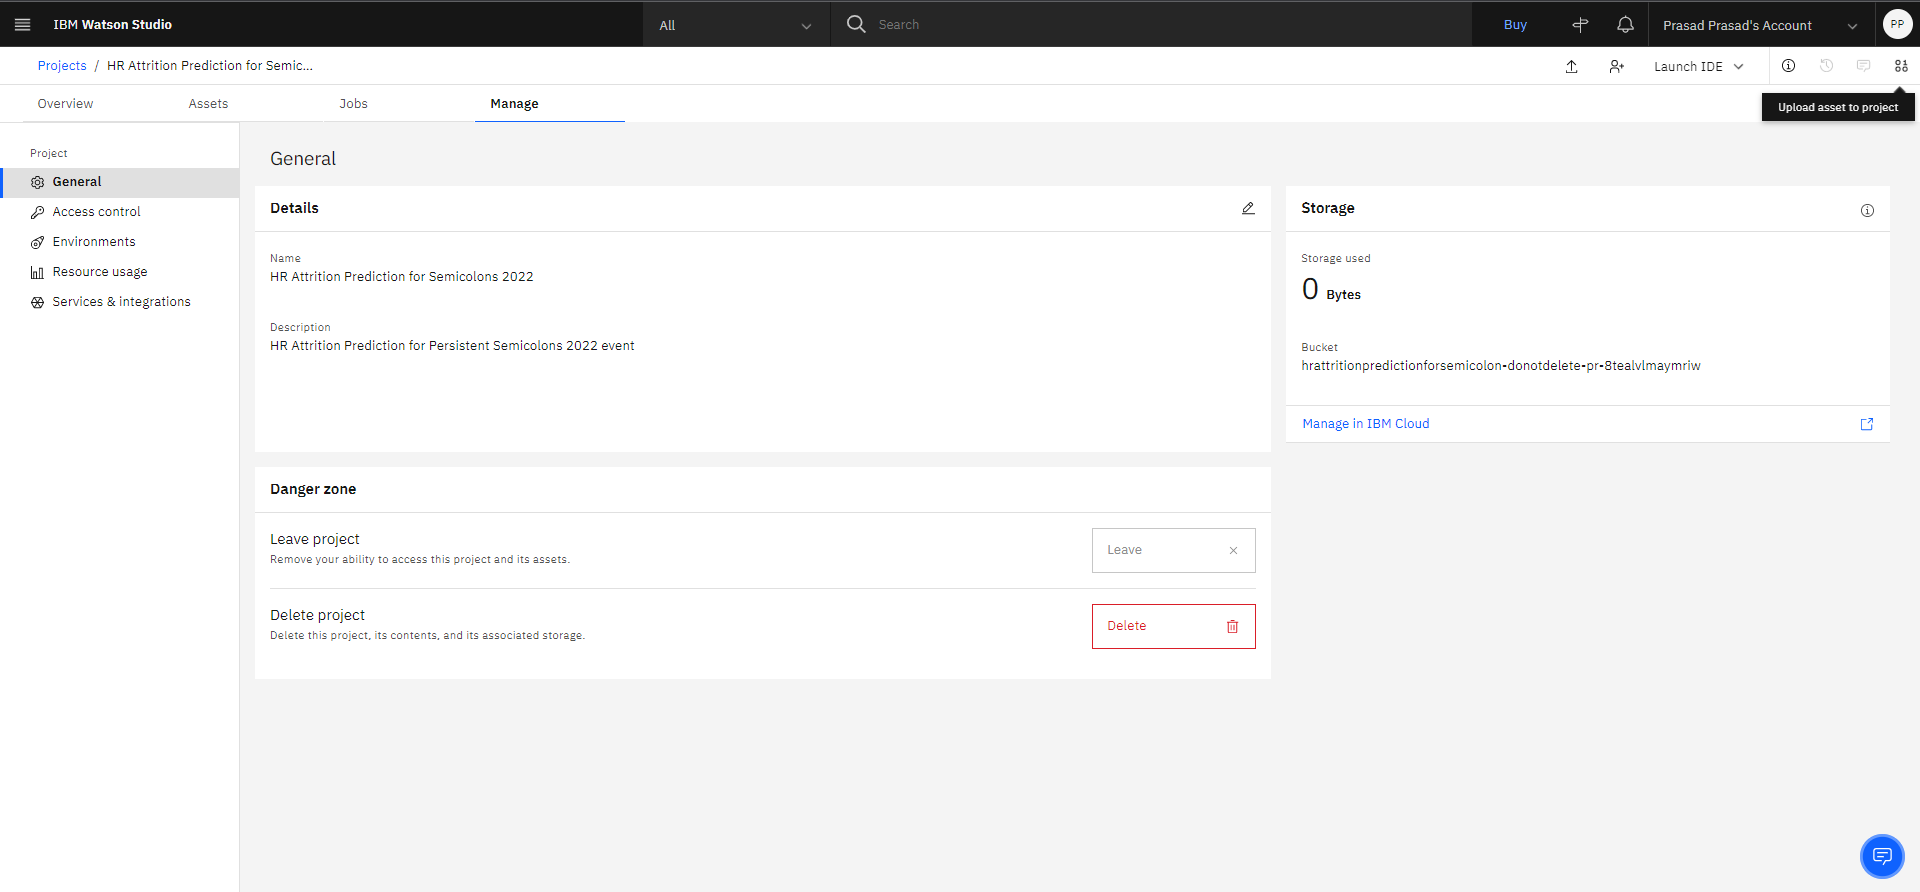 IBM Watson Studio
All
Search
Buy
Prasad Prasad's Account
PP
Projects / HR Attrition Prediction for Semic...
Launch IDE
Overview
Assets
Jobs
Manage
Upload asset to project
Project
General
Access control
Environments
Resource usage
Services & integrations
General
Details
Name
HR Attrition Prediction for Semicolons 2022
Description
HR Attrition Prediction for Persistent Semicolons 2022 event
Storage
Storage used
0 Bytes
Bucket
hrattritionpredictionforsemicolon-donotdelete-pr-8tealvlmaymriw
Manage in IBM Cloud
Danger zone
Leave project
Remove your ability to access this project and its assets.
Leave
Delete project
Delete this project, its contents, and its associated storage.
Delete